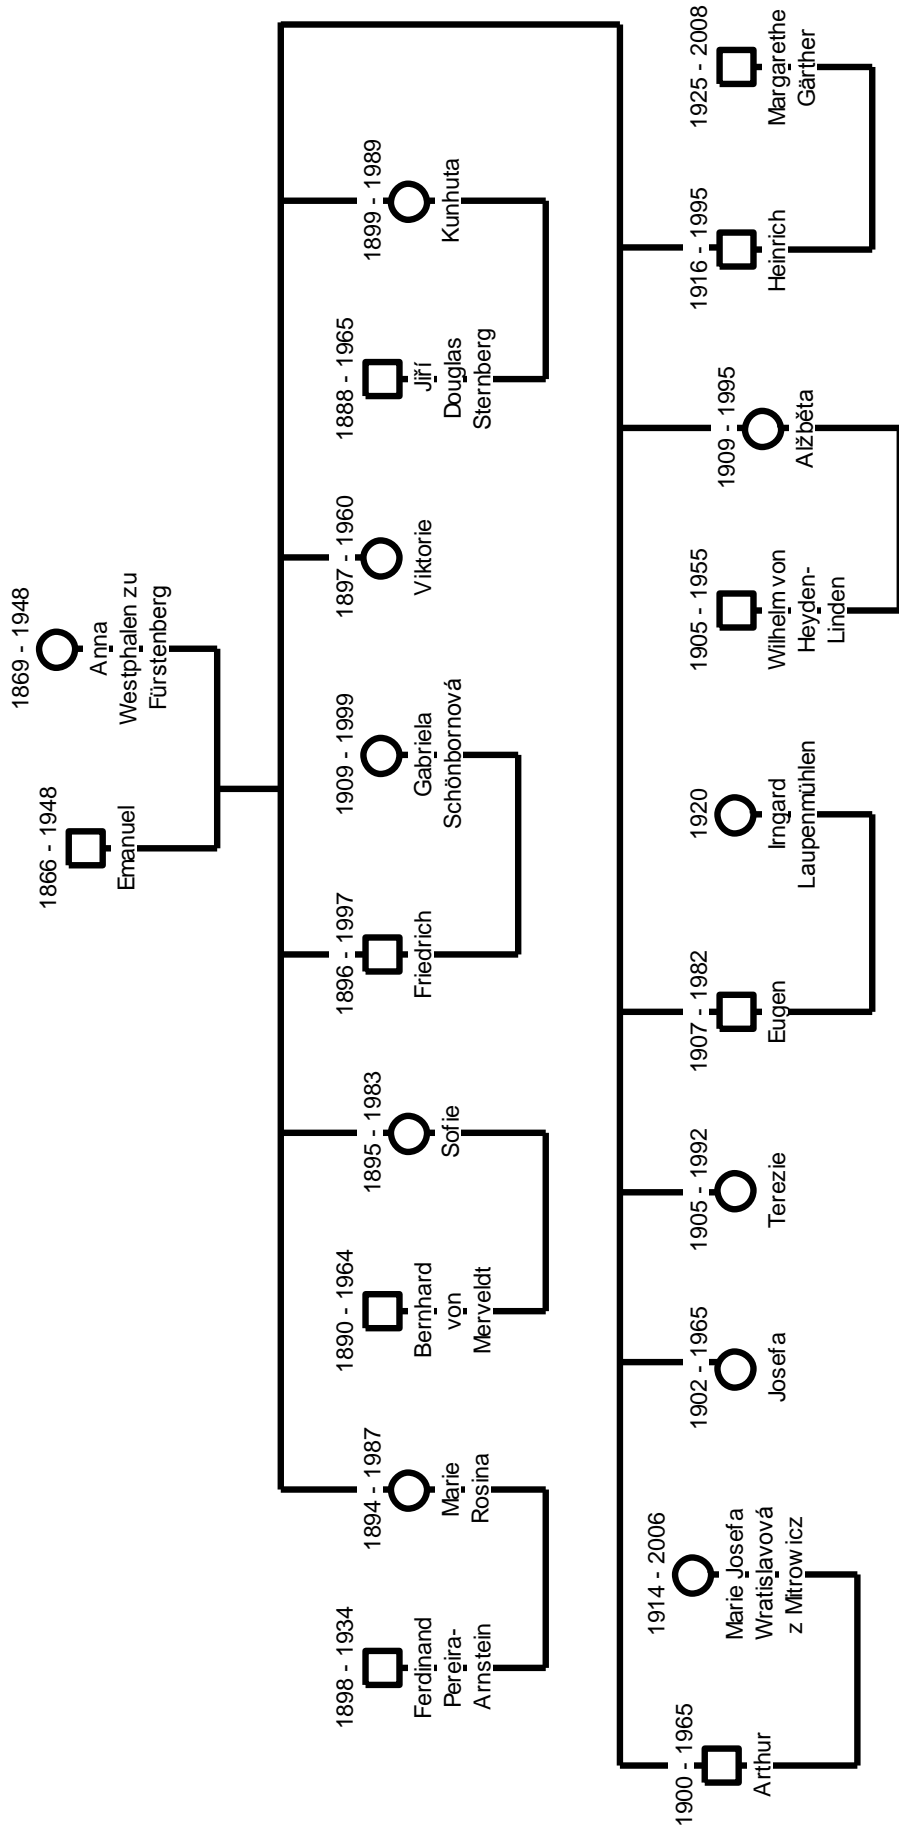 1869 - 1948
Anna
Westphalen zu
Fürstenberg
1866 - 1948
Emanuel
1898 - 1934
Ferdinand
Pereira-
Arnstein
1894 - 1987
Marie
Rosina
1890 - 1964
Bernhard
von
Merveldt
1895 - 1983
Sofie
1896 - 1997
Friedrich
1909 - 1999
Gabriela
Schönbornová
1897 - 1960
Viktorie
1888 - 1965
Jiří
Douglas
Sternberg
1899 - 1989
Kunhuta
1900 - 1965
Arthur
1914 - 2006
Marie Josefa
Wratislavová
z Mitrowicz
1902 - 1965
Josefa
1905 - 1992
Terezie
1907 - 1982
Eugen
1920
Irngard
Laupenmühlen
1905 - 1955
Wilhelm von
Heyden-
Linden
1909 - 1995
Alžběta
1916 - 1995
Heinrich
1925 - 2008
Margarethe
Gärther